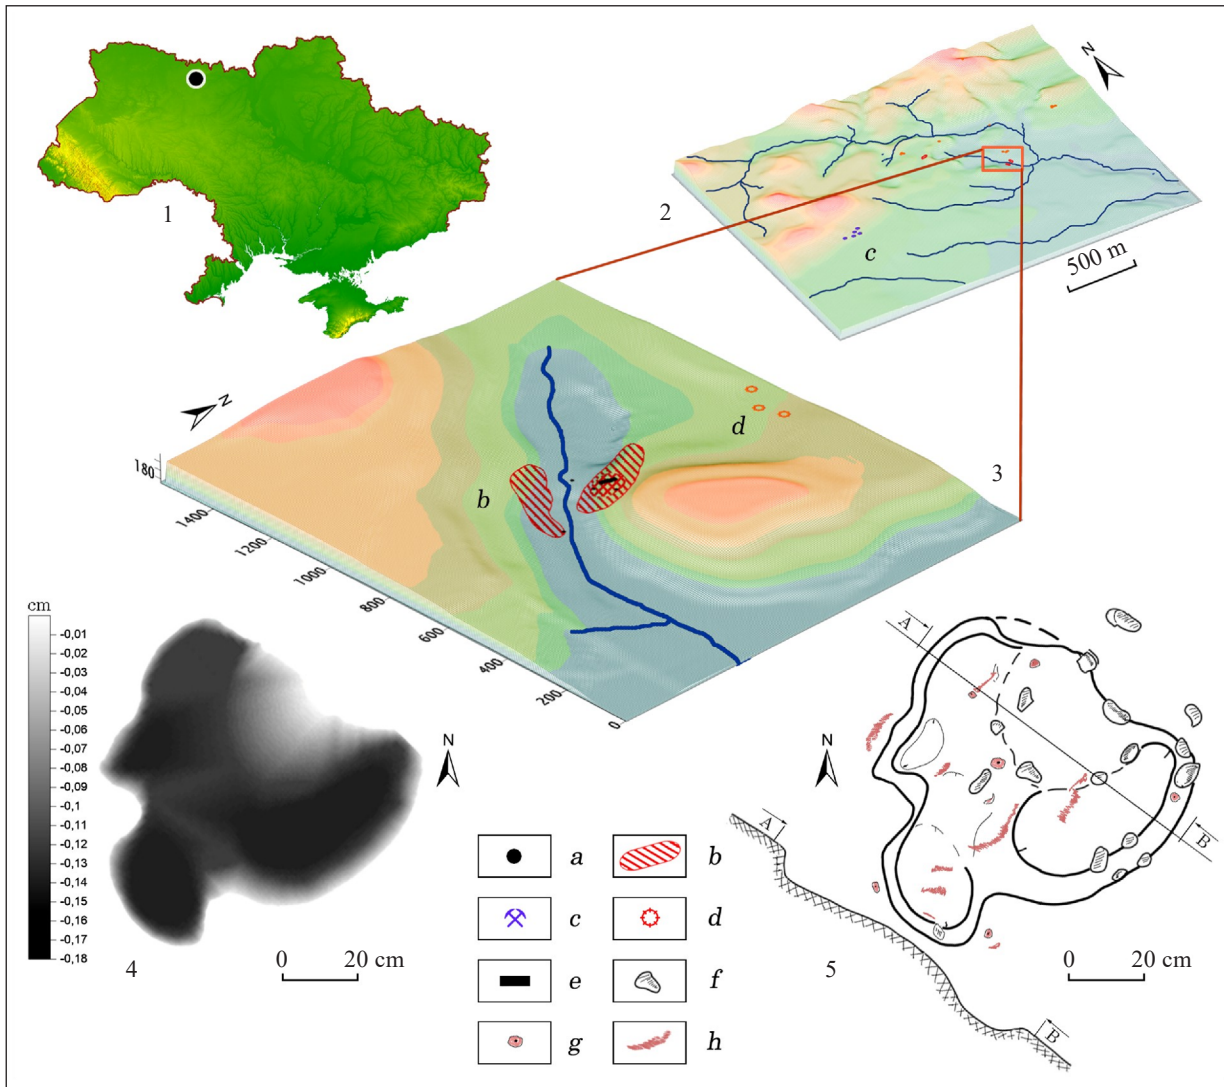 1
N
2
c
500 m
N
180
1400
1200
1000
800
600
400
200
0
b
d
3
cm
-0,01
-0,02
-0,03
-0,04
-0,05
-0,06
-0,07
-0,08
-0,09
-0,1
-0,11
-0,12
-0,13
-0,14
-0,15
-0,16
-0,17
-0,18
N
4
0 20 cm
a
b
c
d
e
f
g
h
A
N
B
A
B
5
0 20 cm